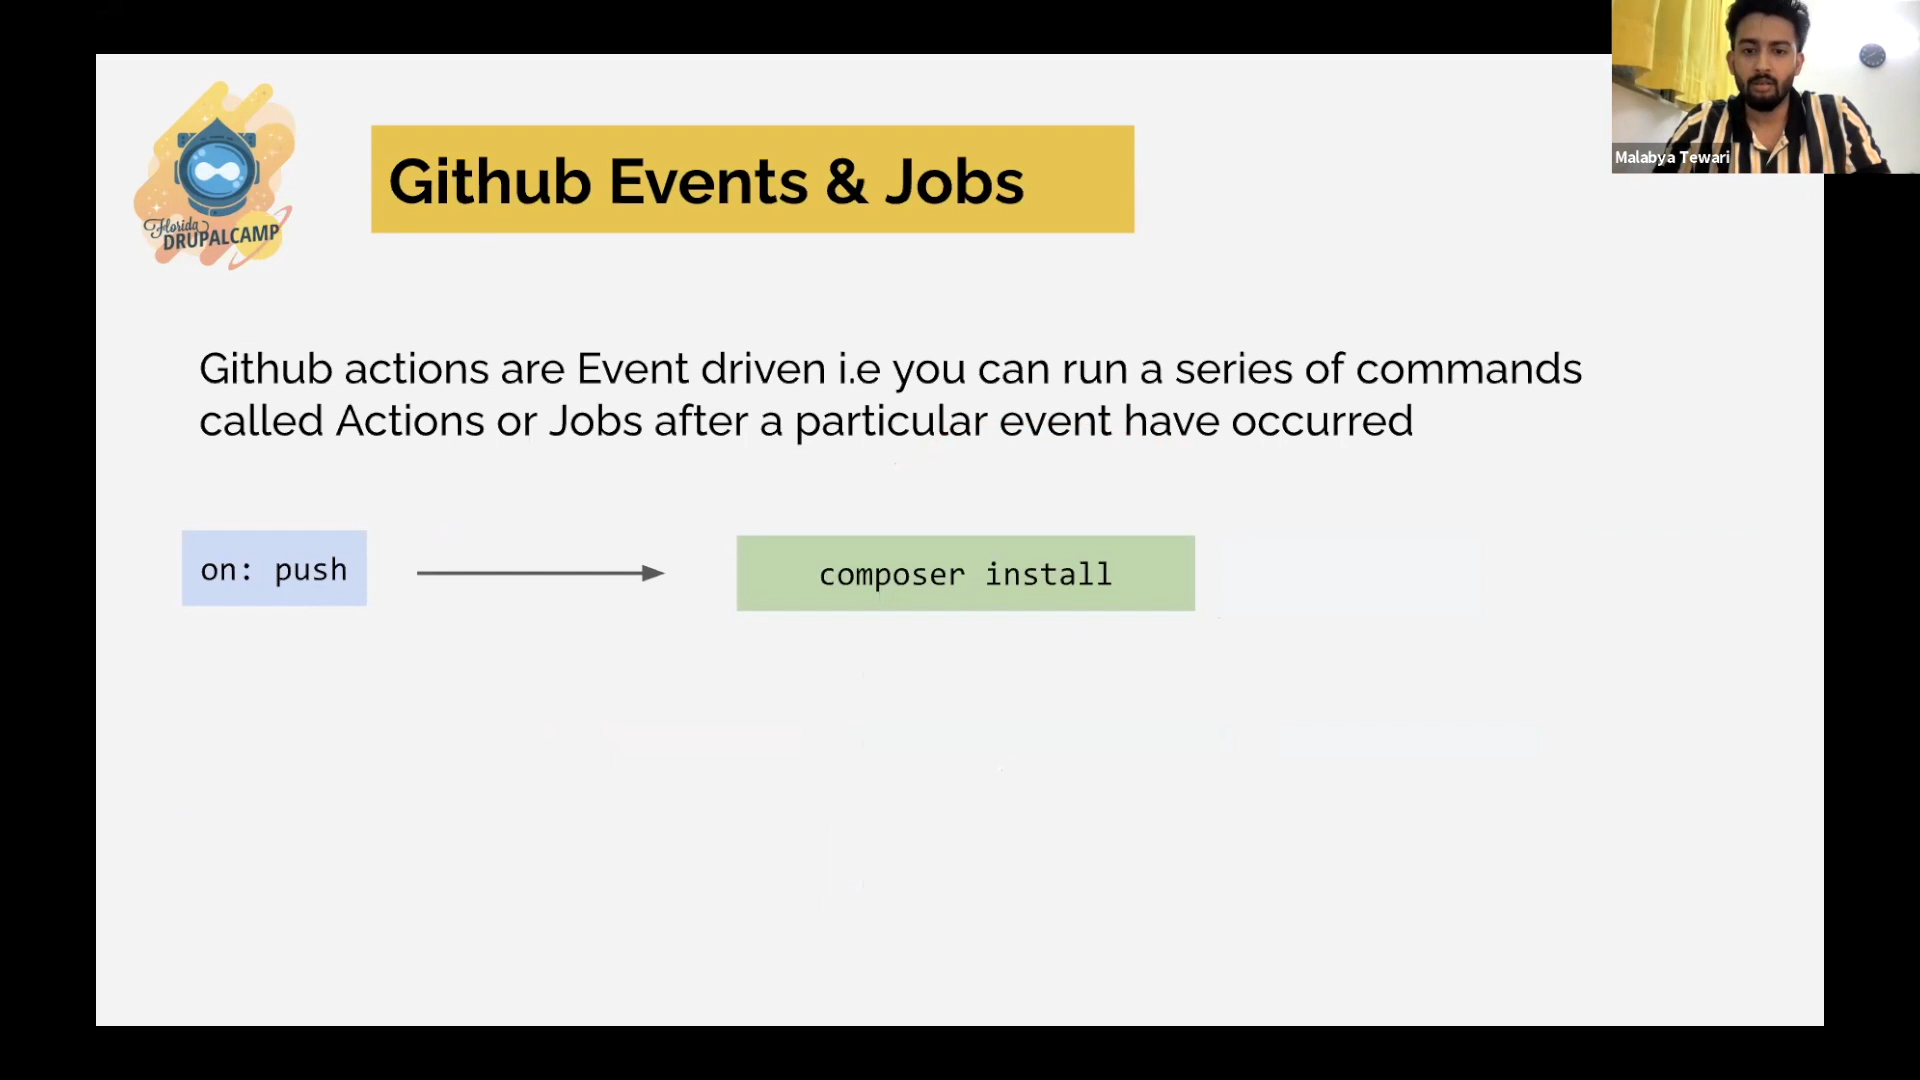 Malabya Tewari
Florida
DRUPALCAMP
Github Events & Jobs
Github actions are Event driven i.e you can run a series of commands
called Actions or Jobs after a particular event have occurred
on: push
composer install